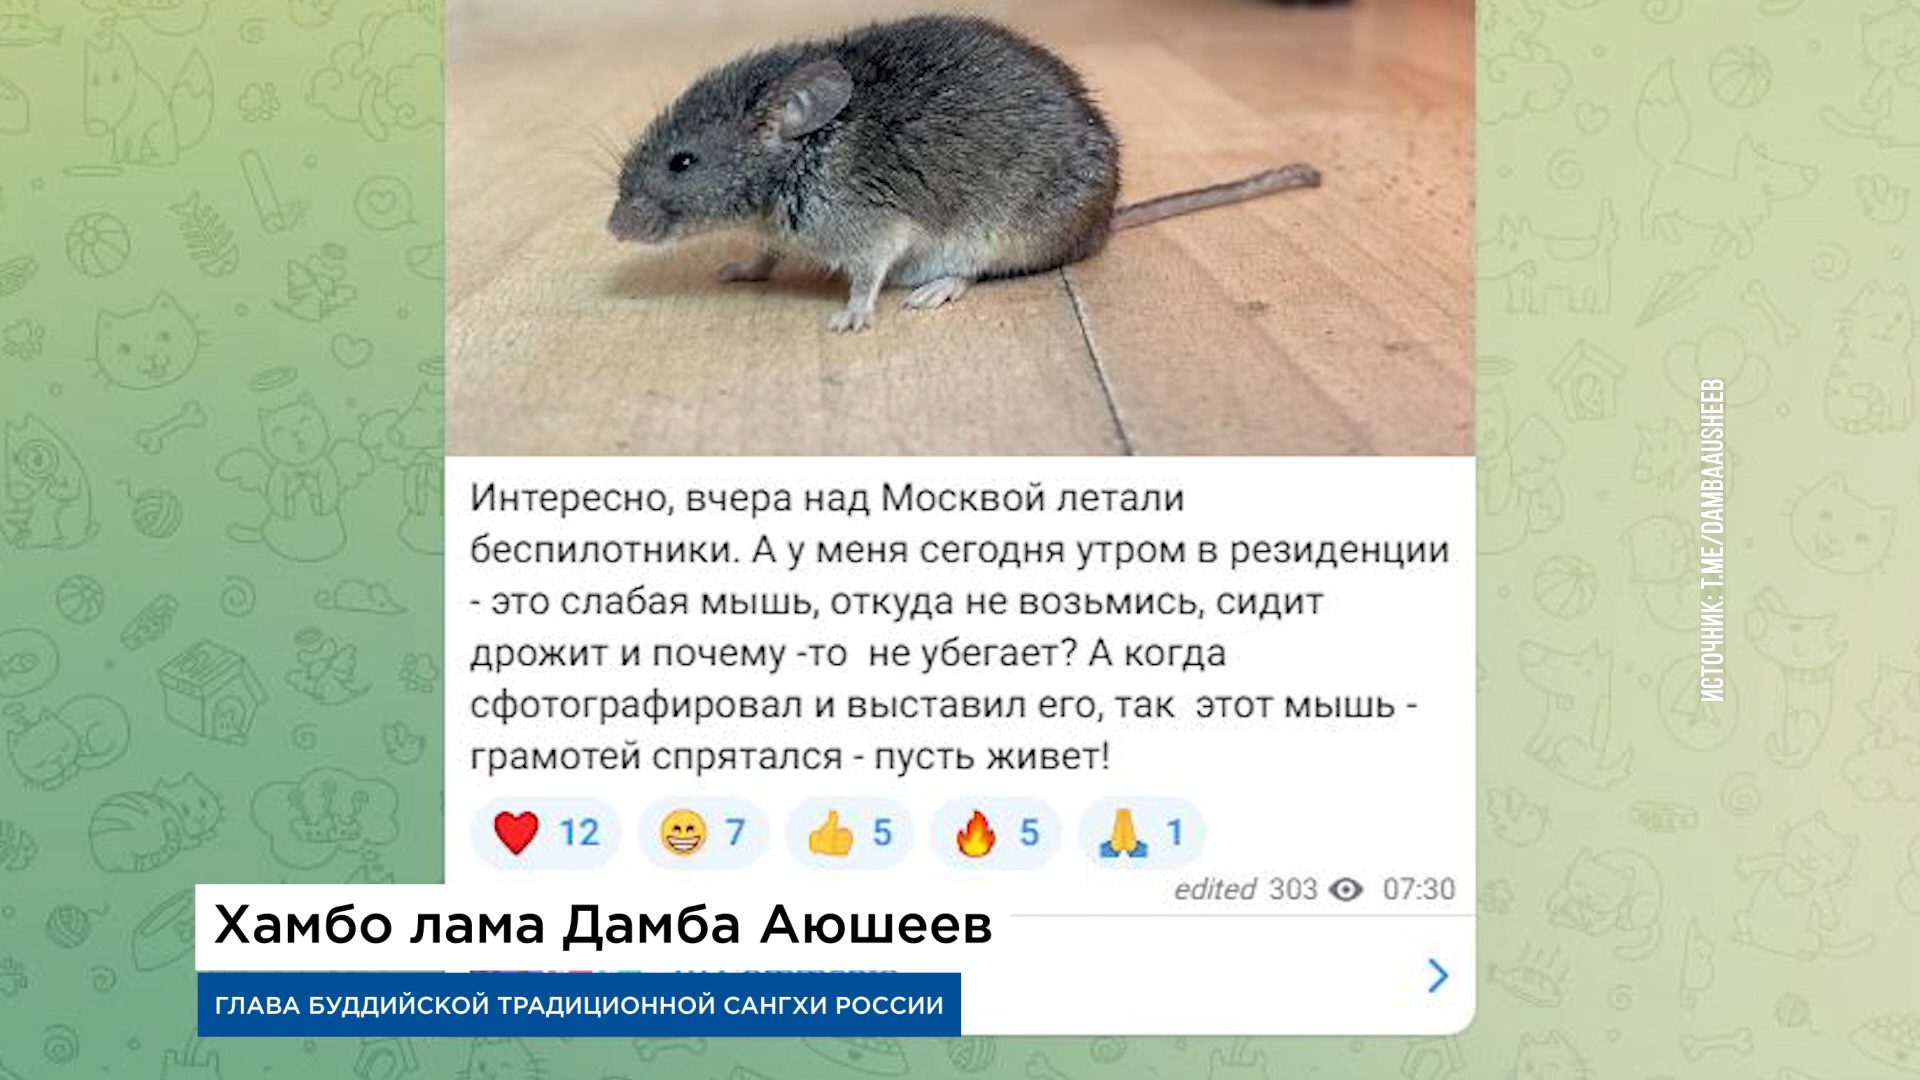 Интересно, вчера над Москвой летали
беспилотники. А у меня сегодня утром в резиденции
- это слабая мышь, откуда не возьмись, сидит
дрожит и почему -то  не убегает? А когда
сфотографировал и выставил его, так  этот мышь -
грамотей спрятался - пусть живет!
12 7 5 5 1
edited 303 07:30
Хамбо лама Дамба Аюшеев
ГЛАВА БУДДИЙСКОЙ ТРАДИЦИОННОЙ САНГХИ РОССИИ
ИСТОЧНИК: T.ME/DAMBAAUSHEEB